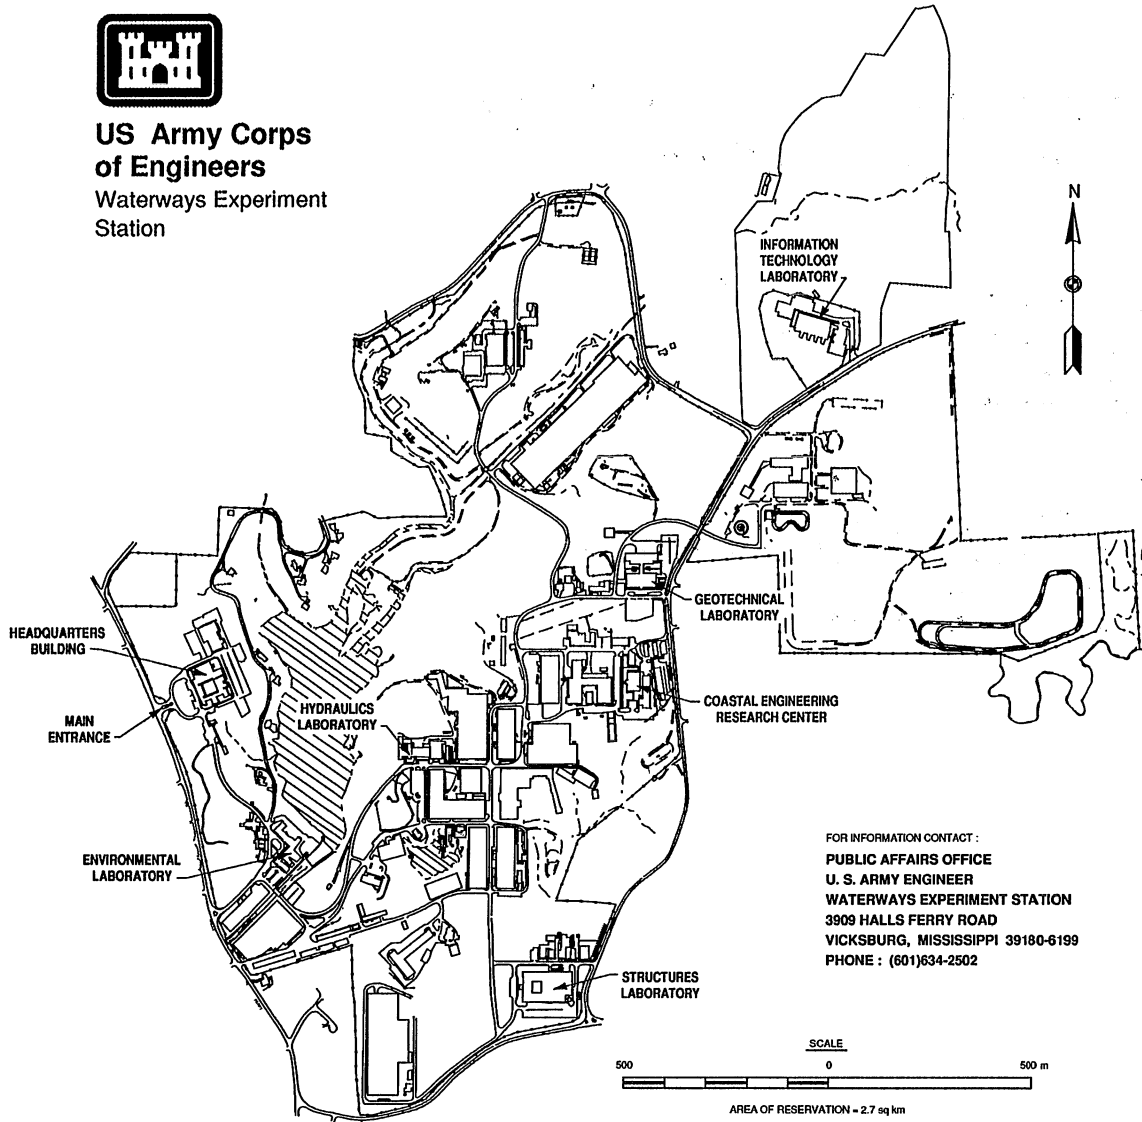 US Army Corps
of Engineers
Waterways Experiment
Station
N
INFORMATION
TECHNOLOGY
LABORATORY
GEOTECHNICAL
LABORATORY
HEADQUARTERS
BUILDING
MAIN
ENTRANCE
HYDRAULICS
LABORATORY
COASTAL ENGINEERING
RESEARCH CENTER
ENVIRONMENTAL
LABORATORY
STRUCTURES
LABORATORY
FOR INFORMATION CONTACT :
PUBLIC AFFAIRS OFFICE
U. S. ARMY ENGINEER
WATERWAYS EXPERIMENT STATION
3909 HALLS FERRY ROAD
VICKSBURG, MISSISSIPPI 39180-6199
PHONE : (601)634-2502
SCALE
500 0 500 m
AREA OF RESERVATION = 2.7 sq km